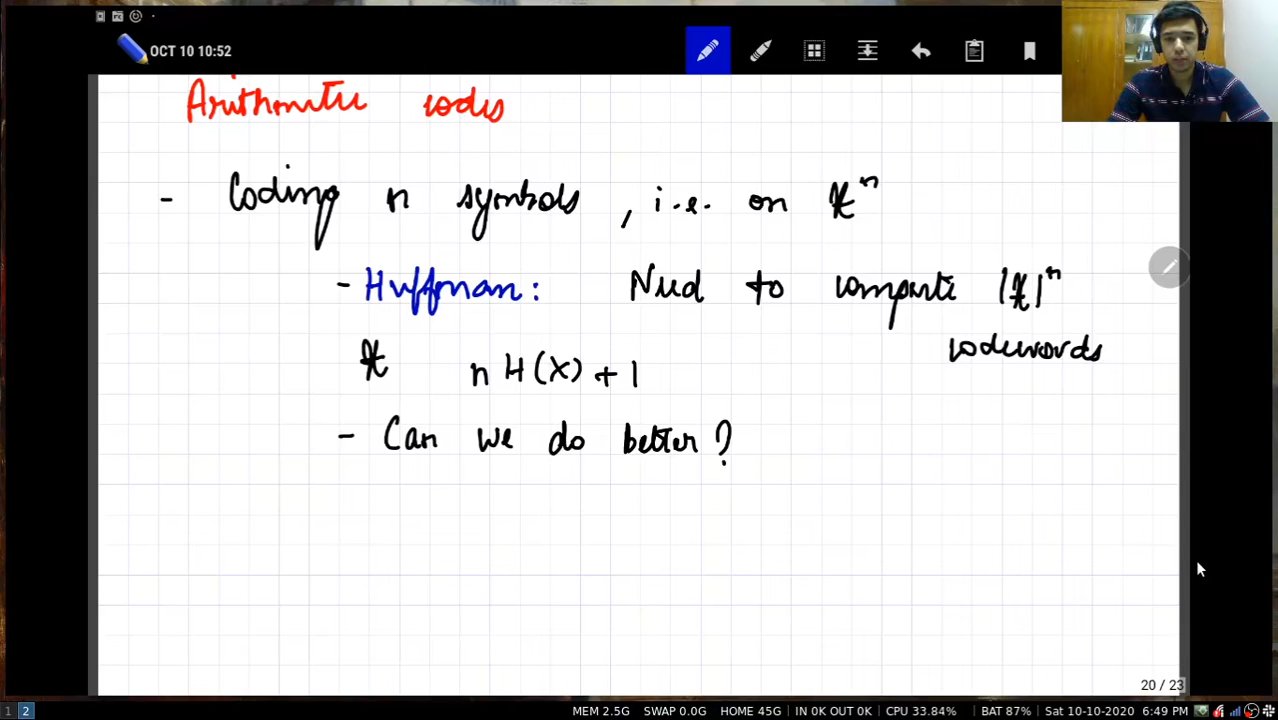 OCT 10 10:52
Arithmetic codes
- Coding n symbols, i.e. on 𝒳ⁿ
- Huffman: Need to compute |𝒳|ⁿ
codewords
𝒳 n H(X) + 1
- Can we do better?
20 / 23
1 2 MEM 2.5G SWAP 0.0G HOME 45G IN 0K OUT 0K CPU 33.84% BAT 87% Sat 10-10-2020 6:49 PM